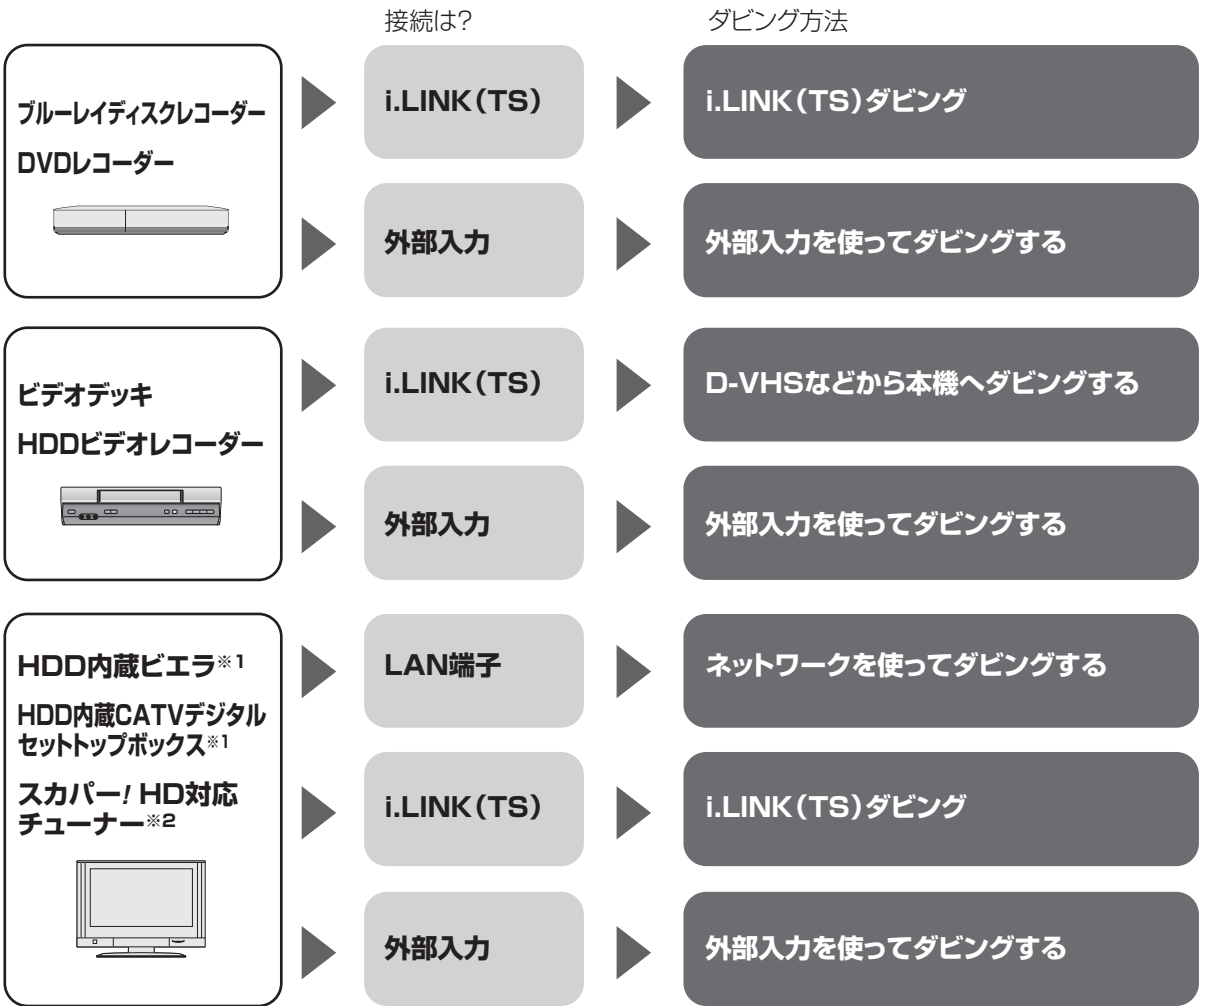 接続は?
ダビング方法
ブルーレイディスクレコーダー
DVDレコーダー
i.LINK(TS)
i.LINK(TS)ダビング
外部入力
外部入力を使ってダビングする
ビデオデッキ
HDDビデオレコーダー
i.LINK(TS)
D-VHSなどから本機へダビングする
外部入力
外部入力を使ってダビングする
HDD内蔵ビエラ※1
HDD内蔵CATVデジタル
セットトップボックス※1
スカパー! HD対応
チューナー※2
LAN端子
ネットワークを使ってダビングする
i.LINK(TS)
i.LINK(TS)ダビング
外部入力
外部入力を使ってダビングする